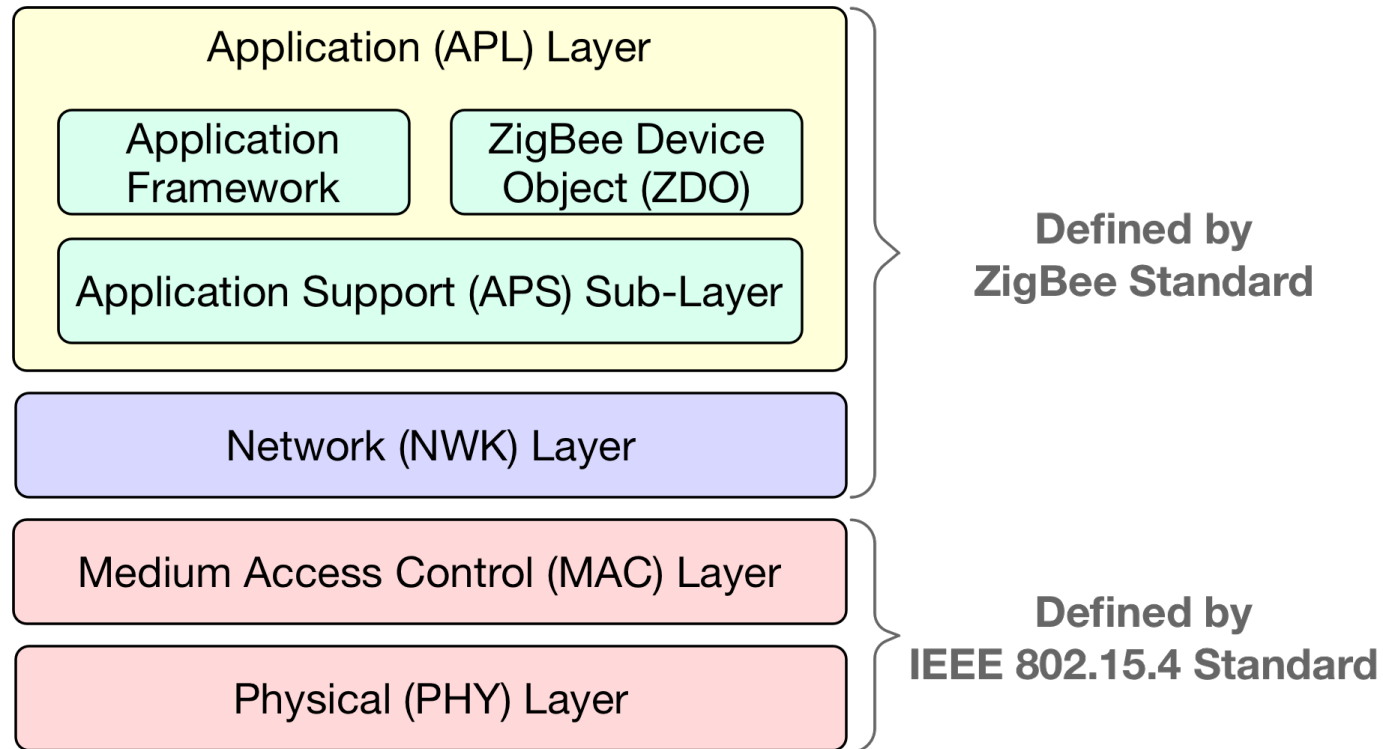 Application (APL) Layer
Application
Framework
ZigBee Device
Object (ZDO)
Application Support (APS) Sub-Layer
Network (NWK) Layer
Defined by
ZigBee Standard
Medium Access Control (MAC) Layer
Physical (PHY) Layer
Defined by
IEEE 802.15.4 Standard